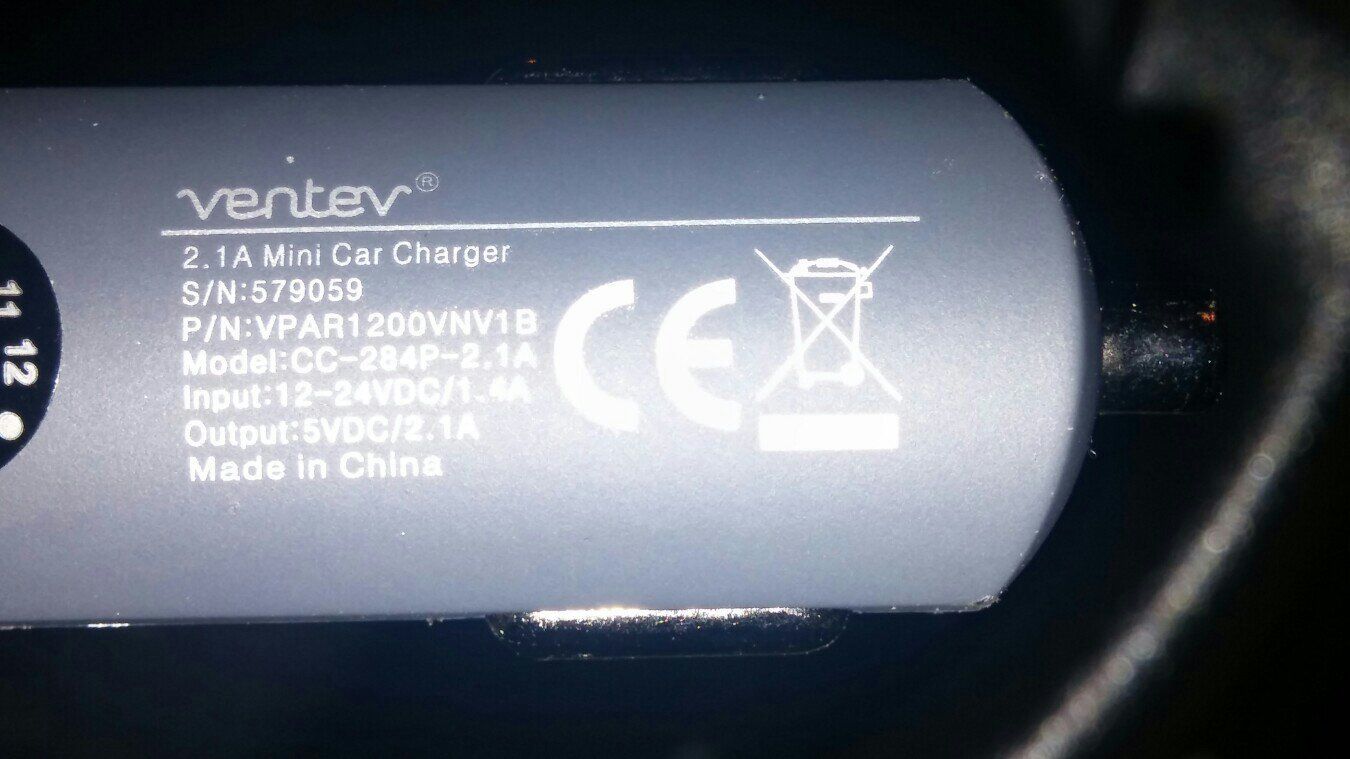 ventev®
2.1A Mini Car Charger
S/N:579059
P/N:VPAR1200VNV1B
Model:CC-284P-2.1A
Input:12-24VDC/1.4A
Output:5VDC/2.1A
Made in China
CE
11 12